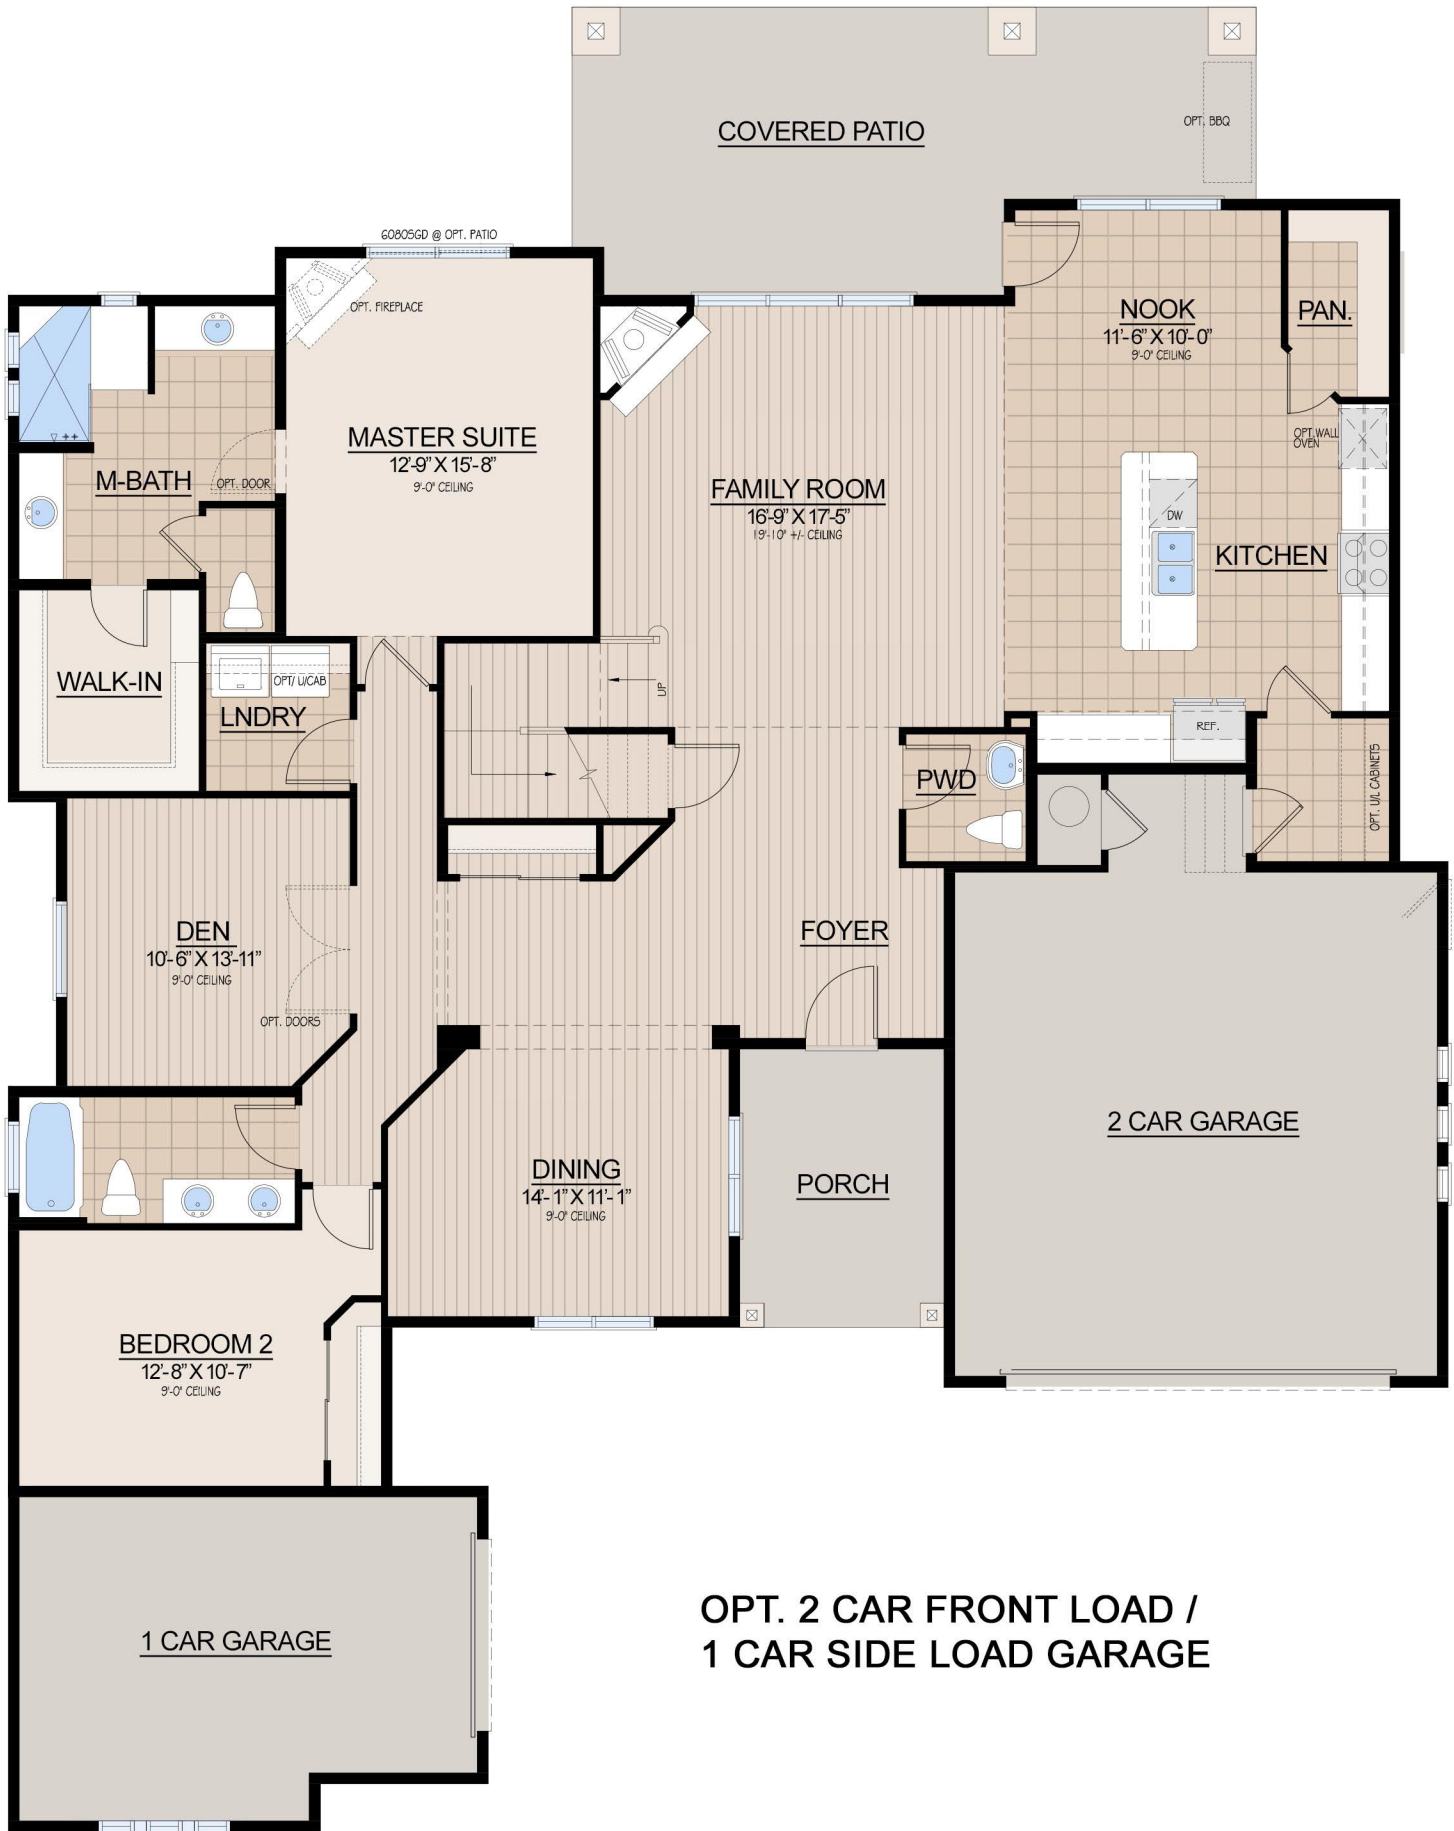 COVERED PATIO
OPT. BBQ
6080SGD @ OPT. PATIO
OPT. FIREPLACE
NOOK
11'-6" X 10'-0"
9'-0" CEILING
PAN.
MASTER SUITE
12'-9" X 15'-8"
9'-0" CEILING
M-BATH
OPT. DOOR
FAMILY ROOM
16'-9" X 17'-5"
19'-10" +/- CEILING
OPT.WALL
OVEN
DW
KITCHEN
WALK-IN
OPT/ U/CAB
LNDRY
UP
REF.
PWD
OPT. U/L CABINETS
DEN
10'-6" X 13'-11"
9'-0" CEILING
OPT. DOORS
FOYER
2 CAR GARAGE
DINING
14'-1" X 11'-1"
9'-0" CEILING
PORCH
BEDROOM 2
12'-8" X 10'-7"
9'-0" CEILING
1 CAR GARAGE
OPT. 2 CAR FRONT LOAD /
1 CAR SIDE LOAD GARAGE